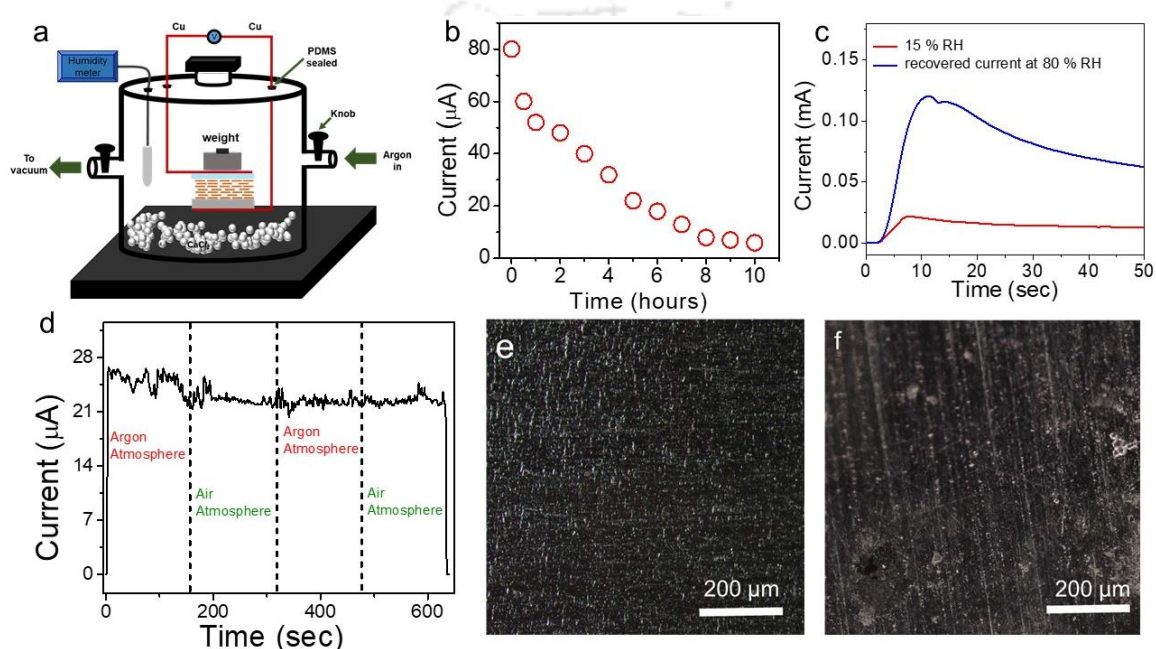 a
Cu
V
Cu
Humidity
meter
PDMS
sealed
Knob
weight
To
vacuum
Argon
in
CaCl2
b
80
60
40
20
0
Current (µA)
0
2
4
6
8
10
Time (hours)
c
0.15
0.10
0.05
0.00
Current (mA)
15 % RH
recovered current at 80 % RH
0
10
20
30
40
50
Time (sec)
d
28
21
14
7
0
Current (µA)
Argon
Atmosphere
Air
Atmosphere
Argon
Atmosphere
Air
Atmosphere
0
200
400
600
Time (sec)
e
200 µm
f
200 µm